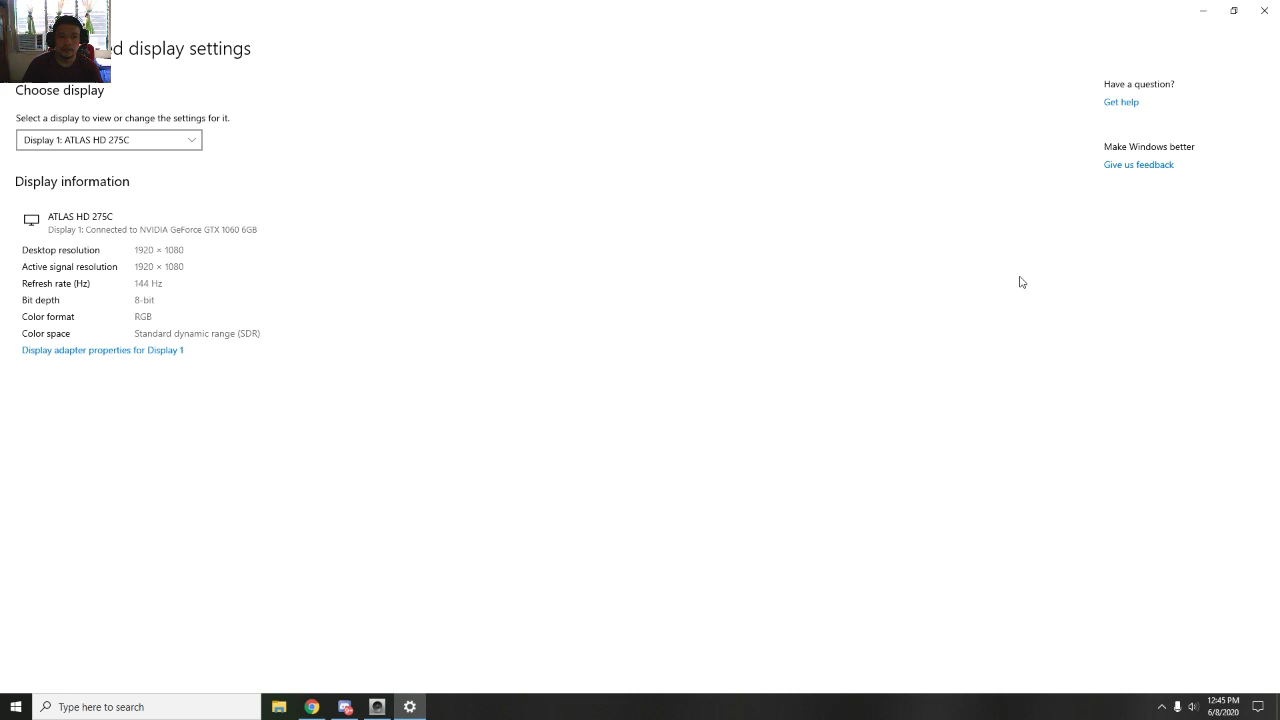 d display settings
Choose display
Select a display to view or change the settings for it.
Display 1: ATLAS HD 275C
Display information
ATLAS HD 275C
Display 1: Connected to NVIDIA GeForce GTX 1060 6GB
Desktop resolution 1920 × 1080
Active signal resolution 1920 × 1080
Refresh rate (Hz) 144 Hz
Bit depth 8-bit
Color format RGB
Color space Standard dynamic range (SDR)
Display adapter properties for Display 1
Have a question?
Get help
Make Windows better
Give us feedback
Type here to search
12:45 PM
6/8/2020